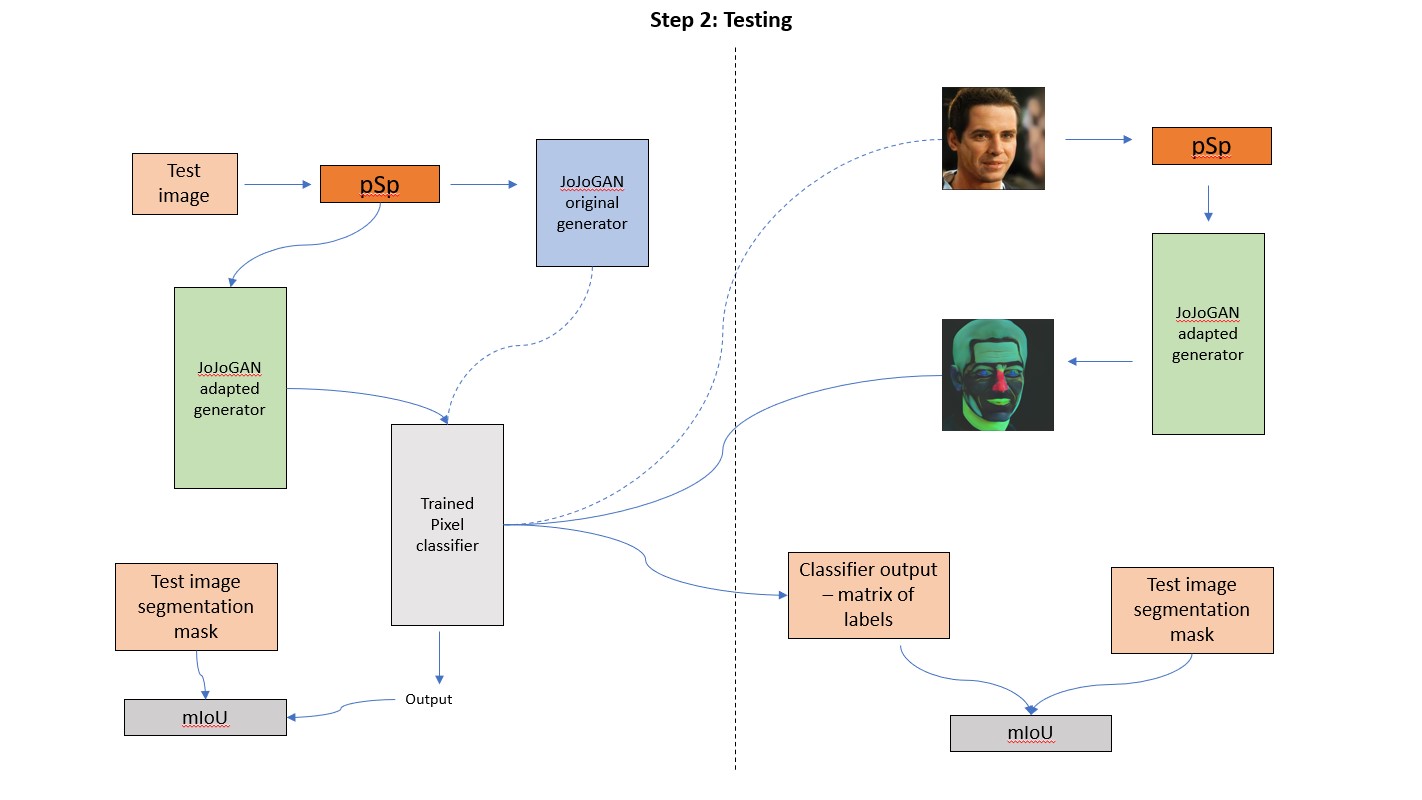 Step 2: Testing
Test
image
pSp
JoJoGAN
original
generator
JoJoGAN
adapted
generator
Trained
Pixel
classifier
Test image
segmentation
mask
Output
mIoU
pSp
JoJoGAN
adapted
generator
Classifier output
– matrix of
labels
Test image
segmentation
mask
mIoU